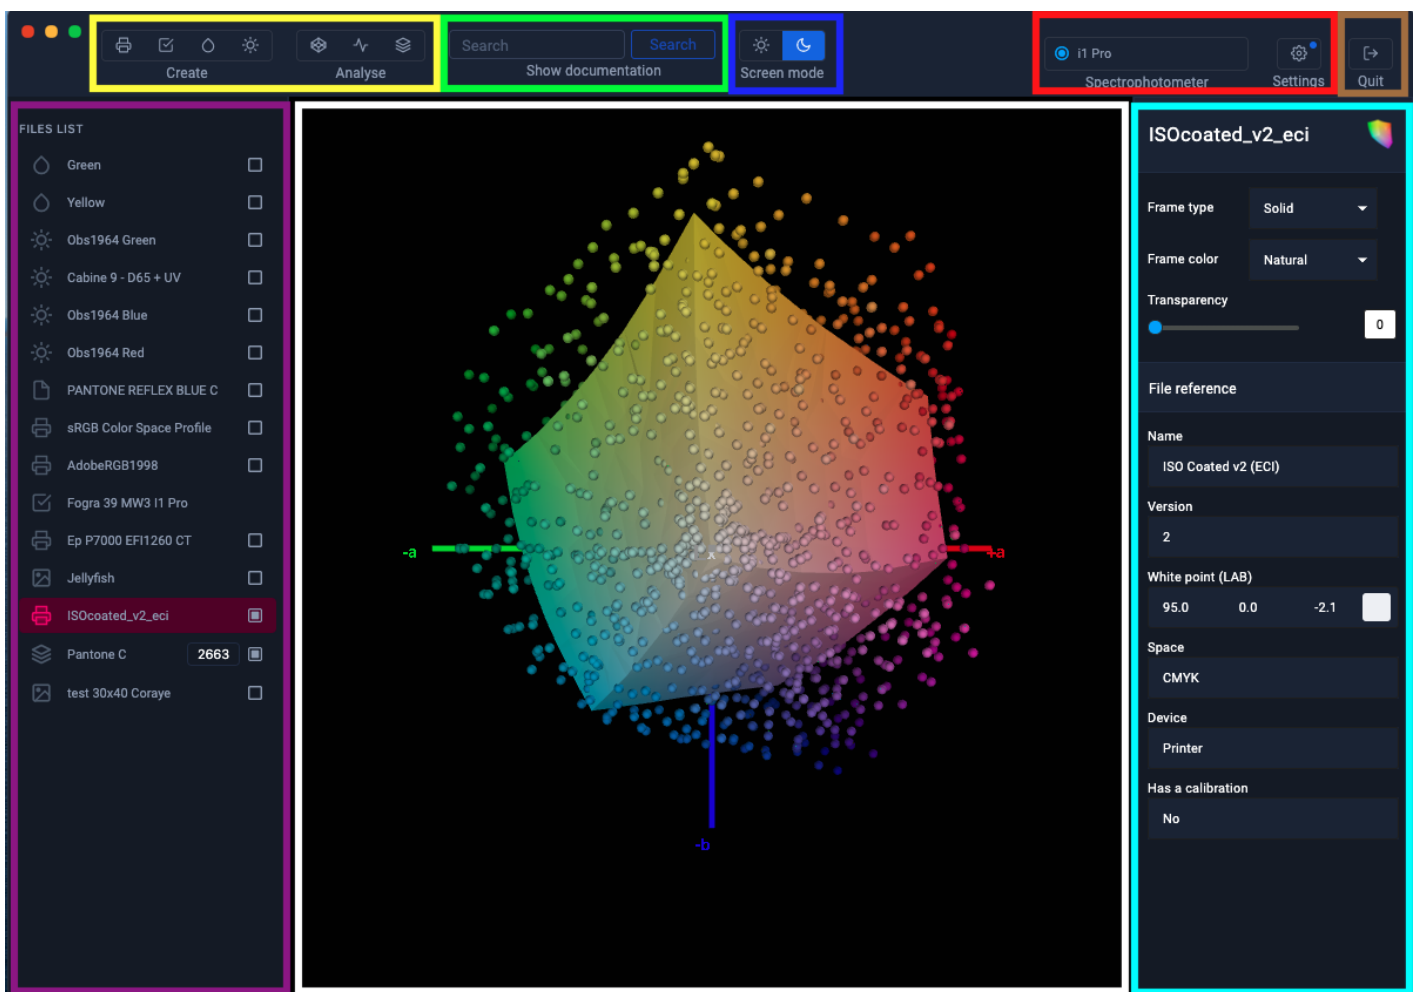 Search
Search
i1 Pro
Create
Analyse
Show documentation
Screen mode
Spectrophotometer
Settings
Quit
FILES LIST
Green
Yellow
Obs1964 Green
Cabine 9 - D65 + UV
Obs1964 Blue
Obs1964 Red
PANTONE REFLEX BLUE C
sRGB Color Space Profile
AdobeRGB1998
Fogra 39 MW3 I1 Pro
Ep P7000 EFI1260 CT
Jellyfish
ISOcoated_v2_eci
Pantone C 2663
test 30x40 Coraye
-a
+a
-b
ISOcoated_v2_eci
Frame type Solid
Frame color Natural
Transparency
0
File reference
Name
ISO Coated v2 (ECI)
Version
2
White point (LAB)
95.0 0.0 -2.1
Space
CMYK
Device
Printer
Has a calibration
No